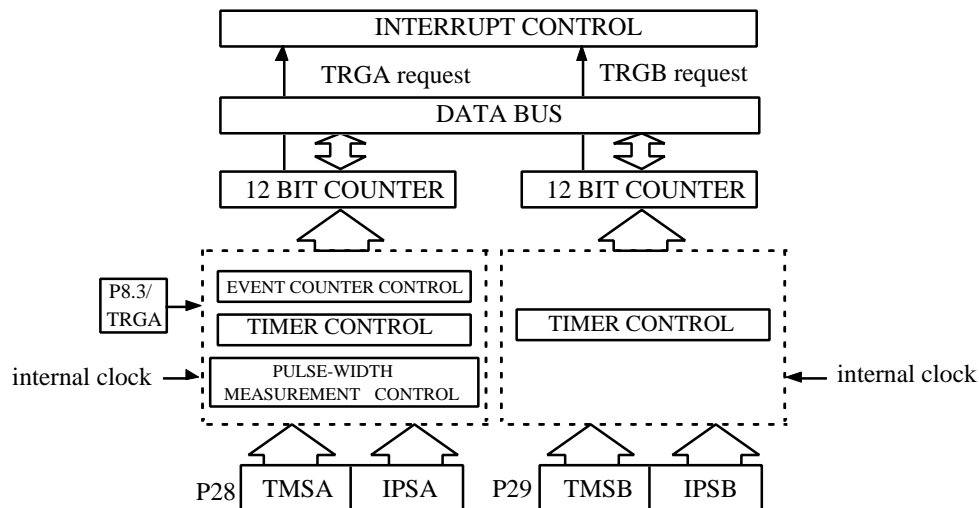 INTERRUPT CONTROL
TRGA request
TRGB request
DATA BUS
12 BIT COUNTER
12 BIT COUNTER
EVENT COUNTER CONTROL
P8.3/
TRGA
TIMER CONTROL
TIMER CONTROL
internal clock
PULSE-WIDTH
MEASUREMENT CONTROL
internal clock
P28
TMSA
IPSA
P29
TMSB
IPSB